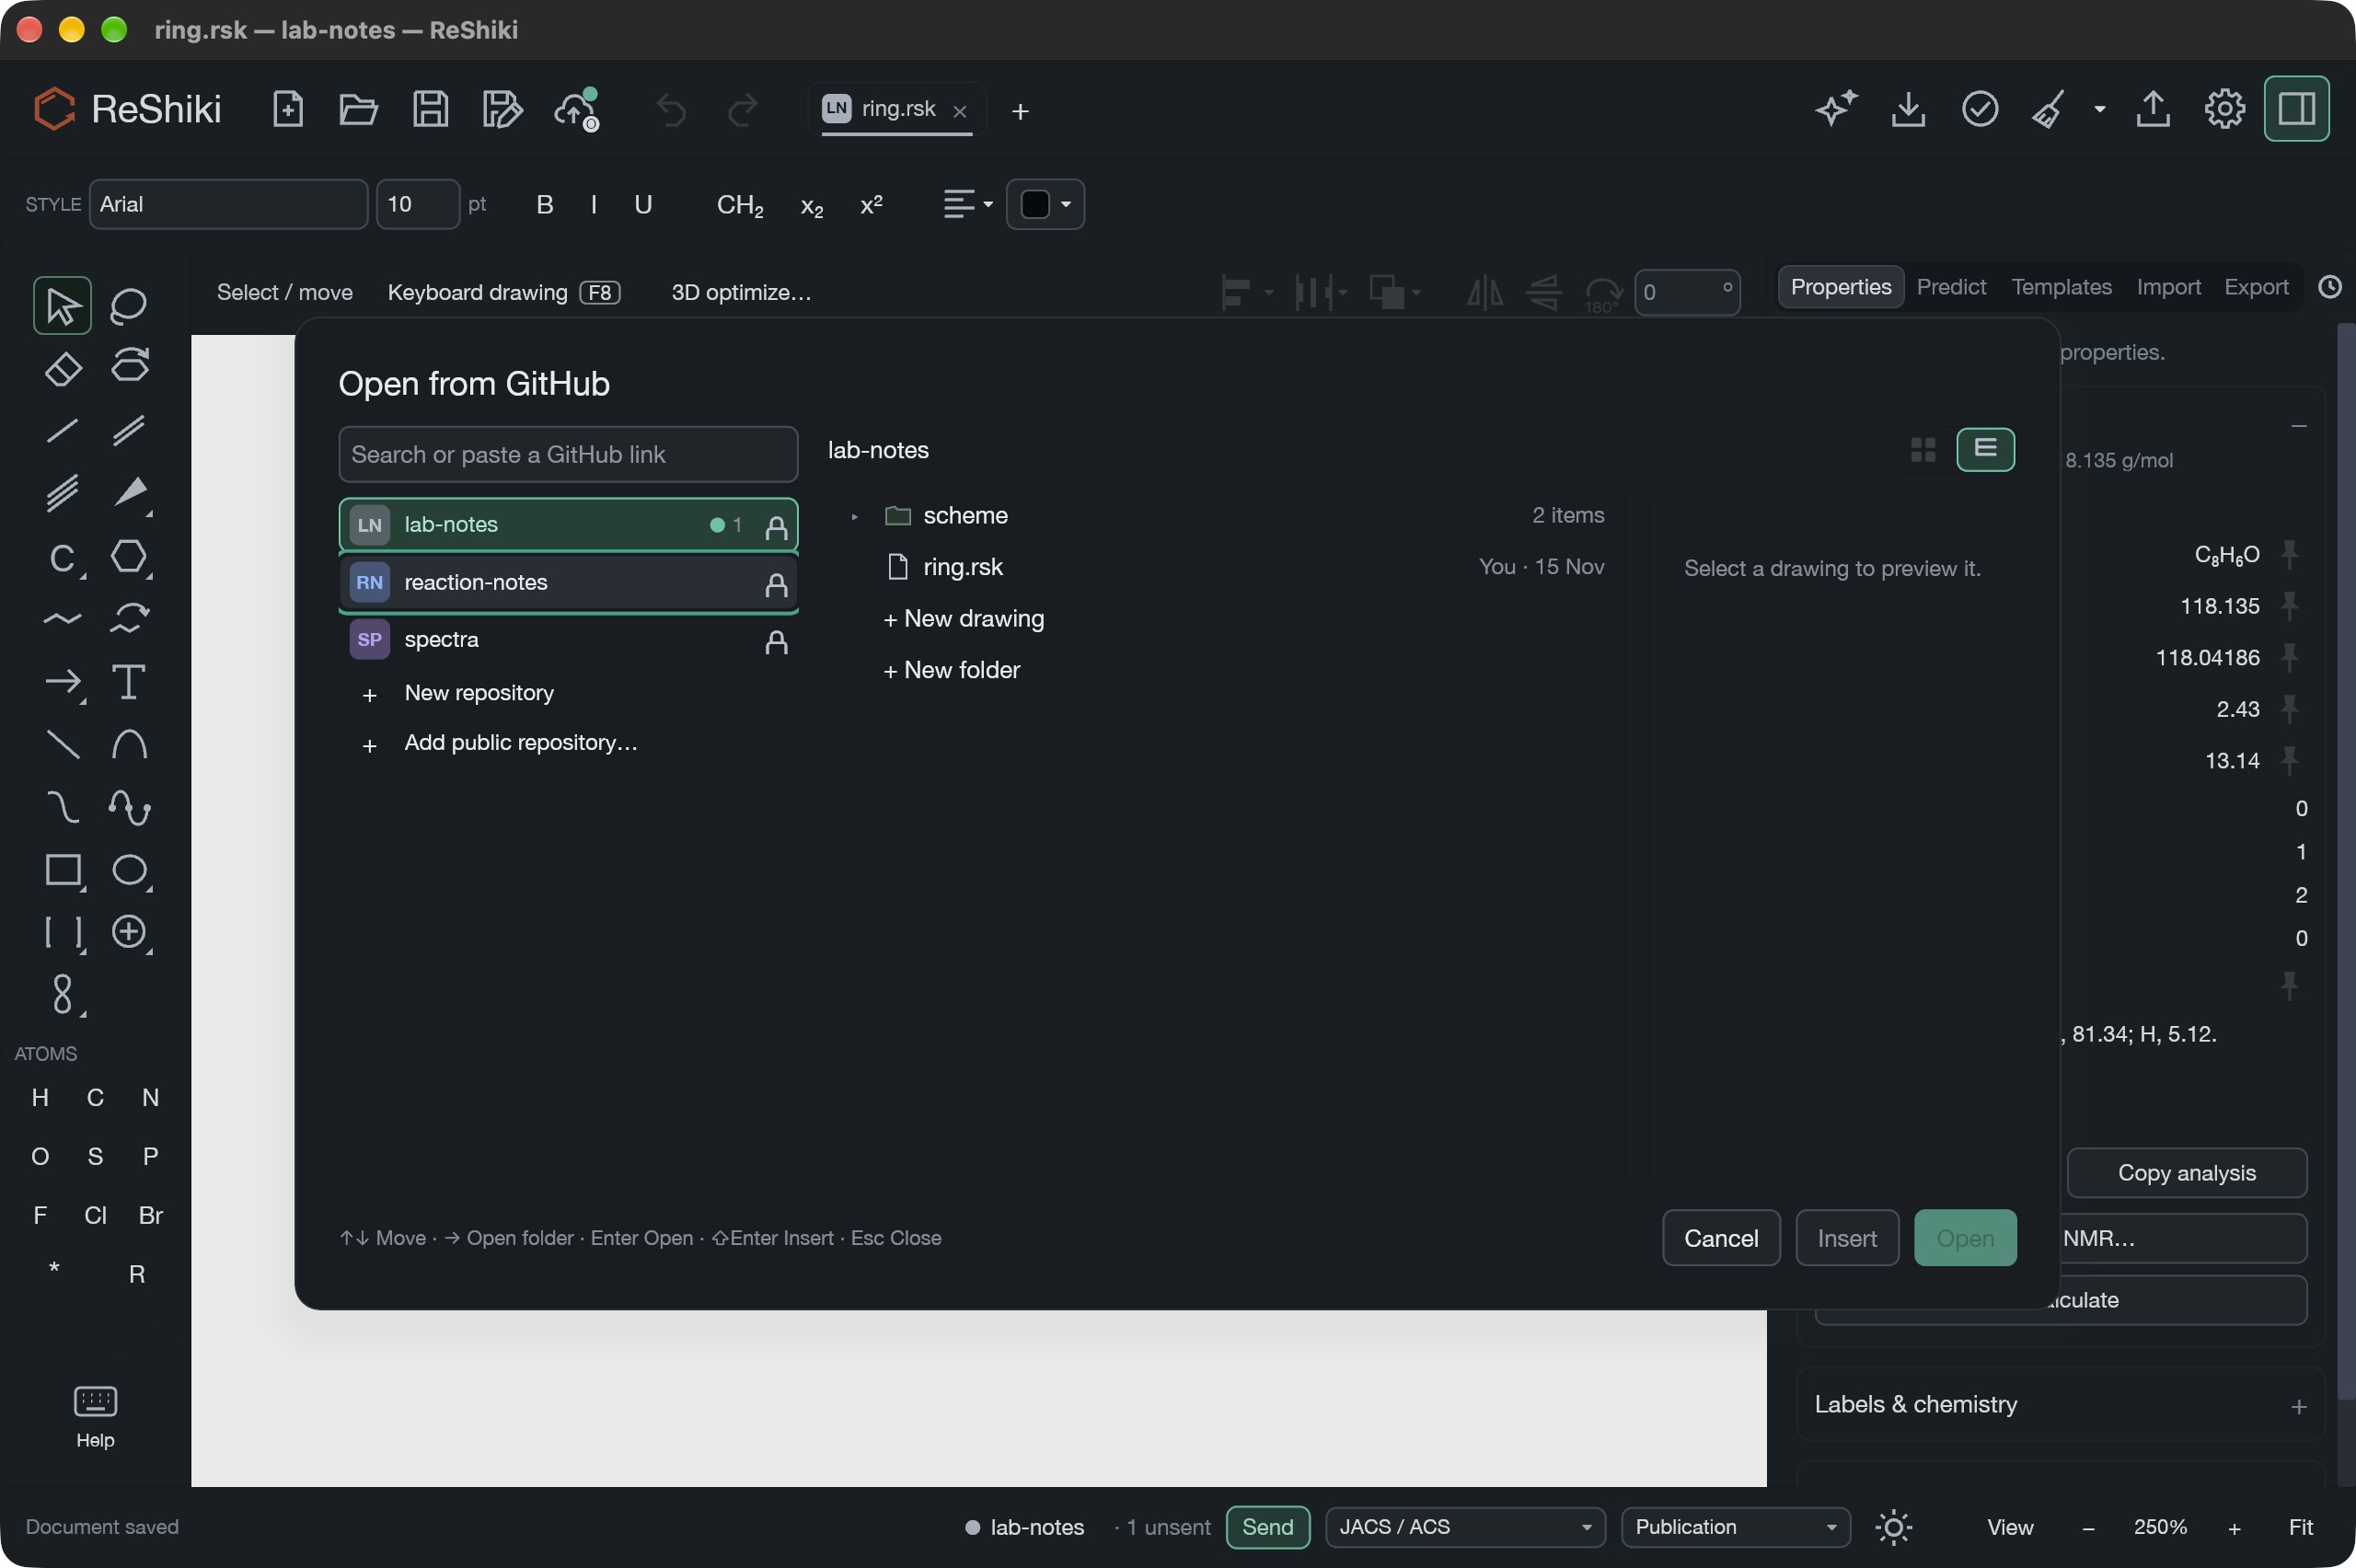 ring.rsk — lab-notes — ReShiki
ReShiki
LN ring.rsk × +
STYLE Arial 10 pt B I U CH₂ x₂ x²
Select / move Keyboard drawing F8 3D optimize… 180° 0 °
Properties Predict Templates Import Export
properties.
Open from GitHub
Search or paste a GitHub link
lab-notes
8.135 g/mol
LN lab-notes 1
RN reaction-notes
SP spectra
+ New repository
+ Add public repository…
scheme 2 items
ring.rsk You · 15 Nov
+ New drawing
+ New folder
Select a drawing to preview it.
C₈H₆O
118.135
118.04186
2.43
13.14
0
1
2
0
, 81.34; H, 5.12.
C
T
ATOMS
H C N
O S P
F Cl Br
* R
Help
↑↓ Move · → Open folder · Enter Open · ⇧Enter Insert · Esc Close
Cancel Insert Open
Copy analysis
NMR…
alculate
Labels & chemistry +
Document saved
lab-notes · 1 unsent Send JACS / ACS Publication View − 250% + Fit